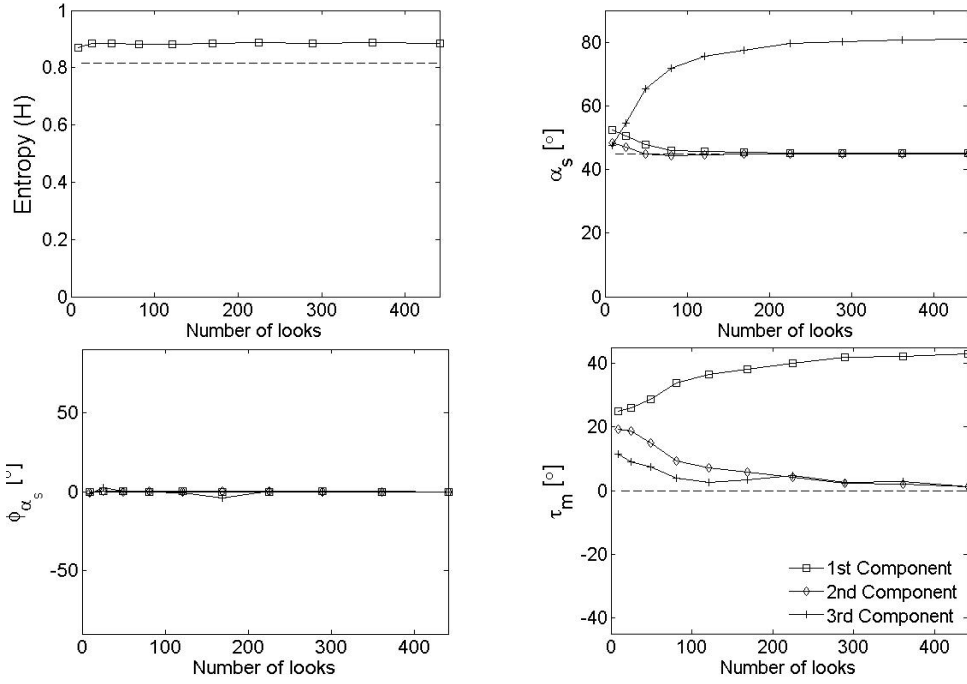 1
0.8
0.6
0.4
0.2
0
Entropy (H)
0 100 200 300 400
Number of looks
80
60
40
20
0
αs [°]
0 100 200 300 400
Number of looks
50
0
-50
ϕαs [°]
0 100 200 300 400
Number of looks
40
20
0
-20
-40
τm [°]
1st Component
2nd Component
3rd Component
0 100 200 300 400
Number of looks